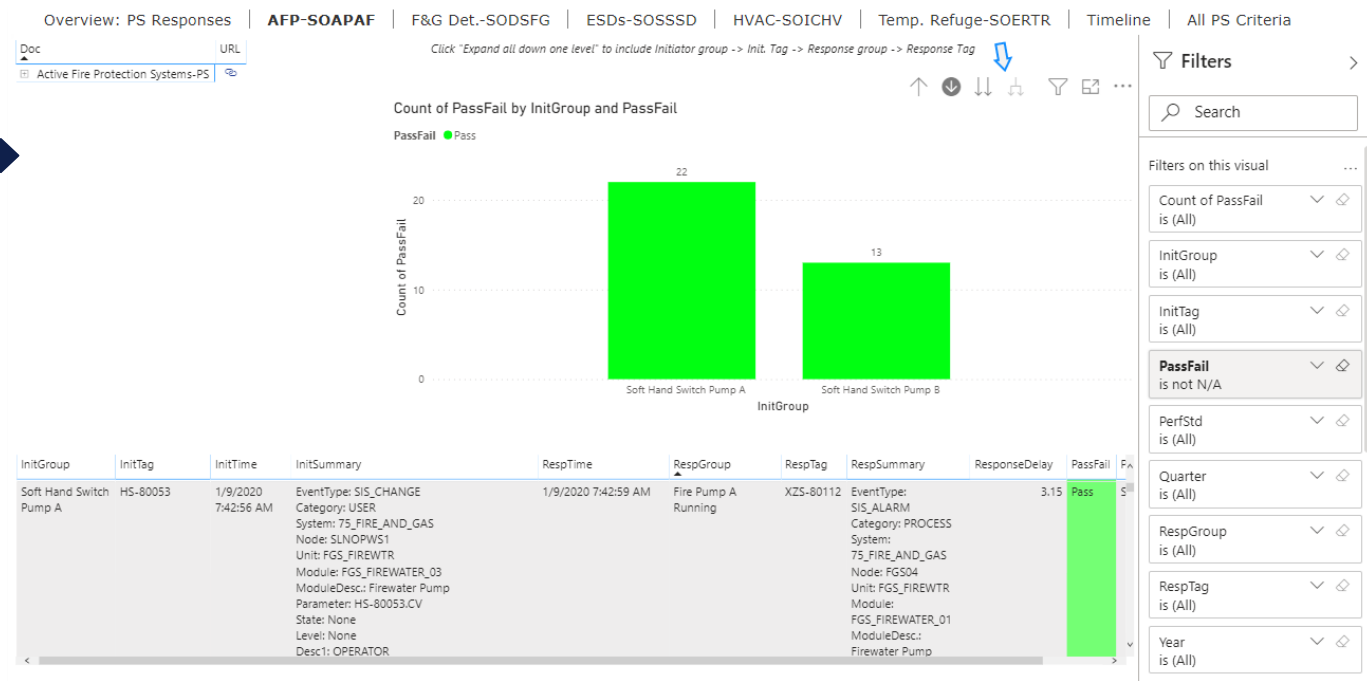 Overview: PS Responses | AFP-SOAPAF | F&G Det.-SODSFG | ESDs-SOSSSD | HVAC-SOICHV | Temp. Refuge-SOERTR | Timeline | All PS Criteria
Doc URL
Active Fire Protection Systems-PS
Click "Expand all down one level" to include Initiator group -> Init. Tag -> Response group -> Response Tag
Count of PassFail by InitGroup and PassFail
PassFail Pass
22
20
13
10
0
Count of PassFail
Soft Hand Switch Pump A Soft Hand Switch Pump B
InitGroup
InitGroup InitTag InitTime InitSummary RespTime RespGroup RespTag RespSummary ResponseDelay PassFail F
Soft Hand Switch HS-80053 1/9/2020 EventType: SIS_CHANGE 1/9/2020 7:42:59 AM Fire Pump A XZS-80112 EventType: 3.15 Pass S
Pump A 7:42:56 AM Category: USER Running SIS_ALARM
System: 75_FIRE_AND_GAS Category: PROCESS
Node: SLNOPWS1 System:
Unit: FGS_FIREWTR 75_FIRE_AND_GAS
Module: FGS_FIREWATER_03 Node: FGS04
ModuleDesc.: Firewater Pump Unit: FGS_FIREWTR
Parameter: HS-80053.CV Module:
State: None FGS_FIREWATER_01
Level: None ModuleDesc.:
Desc1: OPERATOR Firewater Pump
Filters
Search
Filters on this visual
Count of PassFail
is (All)
InitGroup
is (All)
InitTag
is (All)
PassFail
is not N/A
PerfStd
is (All)
Quarter
is (All)
RespGroup
is (All)
RespTag
is (All)
Year
is (All)